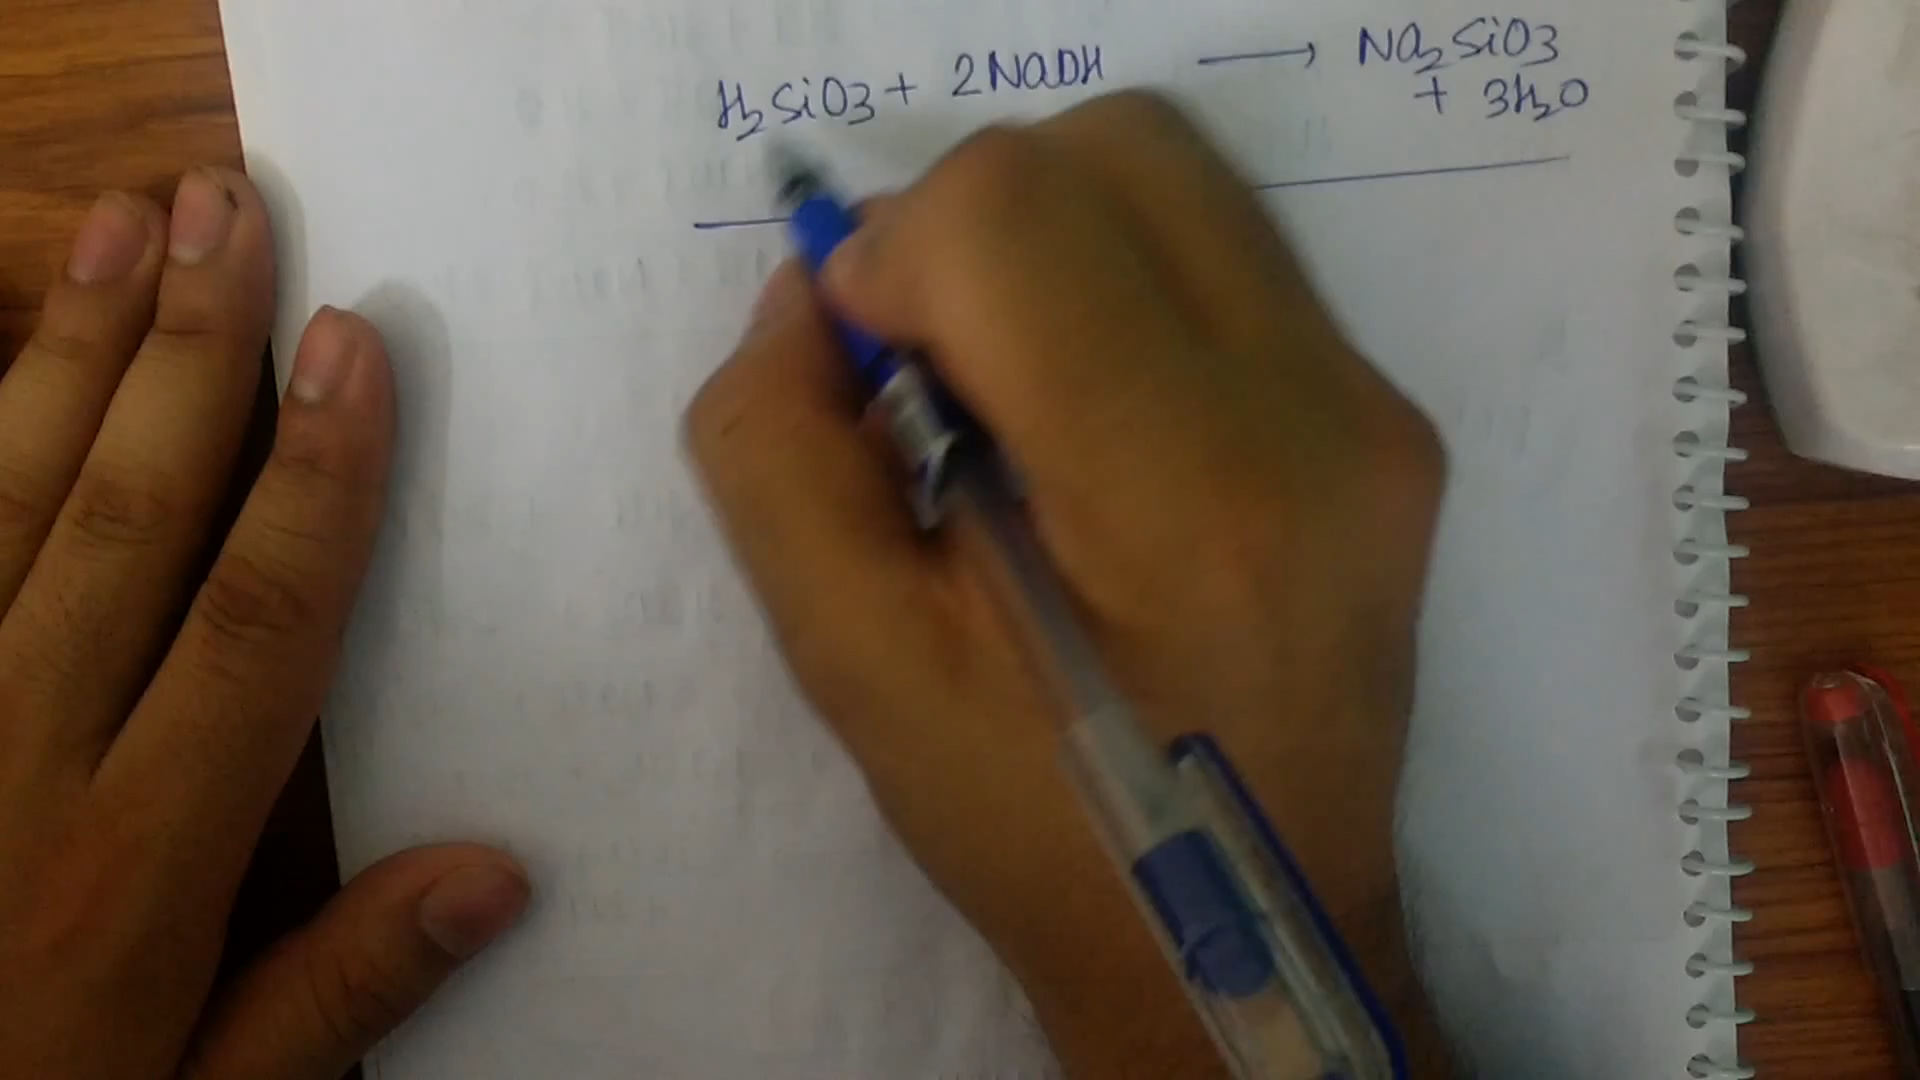 H2SiO3 + 2NaOH → Na2SiO3
+ 3H2O